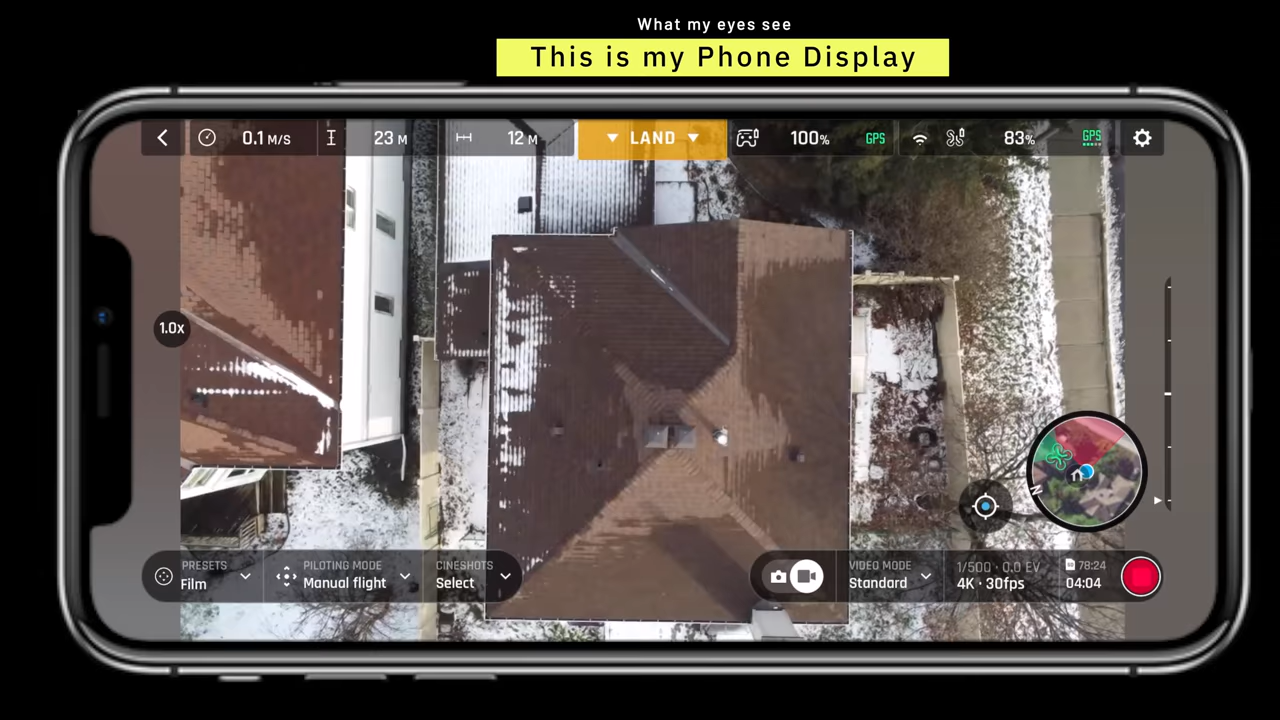 What my eyes see
This is my Phone Display
0.1 M/S
23 M
12 M
LAND
100%
GPS
83%
GPS
1.0x
N
PRESETS
Film
PILOTING MODE
Manual flight
CINESHOTS
Select
VIDEO MODE
Standard
1/500 · 0.0 EV
4K · 30fps
78:24
04:04